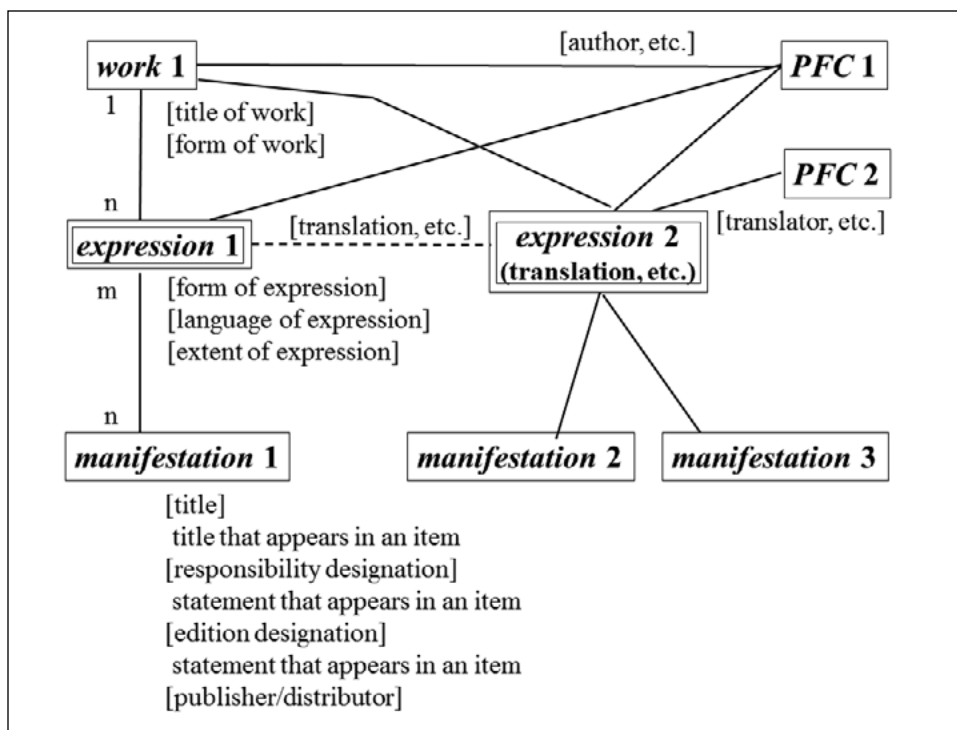 [author, etc.]
work 1
PFC 1
1
[title of work]
[form of work]
PFC 2
n
[translation, etc.]
[translator, etc.]
expression 1
expression 2
(translation, etc.)
m
[form of expression]
[language of expression]
[extent of expression]
n
manifestation 1
manifestation 2
manifestation 3
[title]
title that appears in an item
[responsibility designation]
statement that appears in an item
[edition designation]
statement that appears in an item
[publisher/distributor]